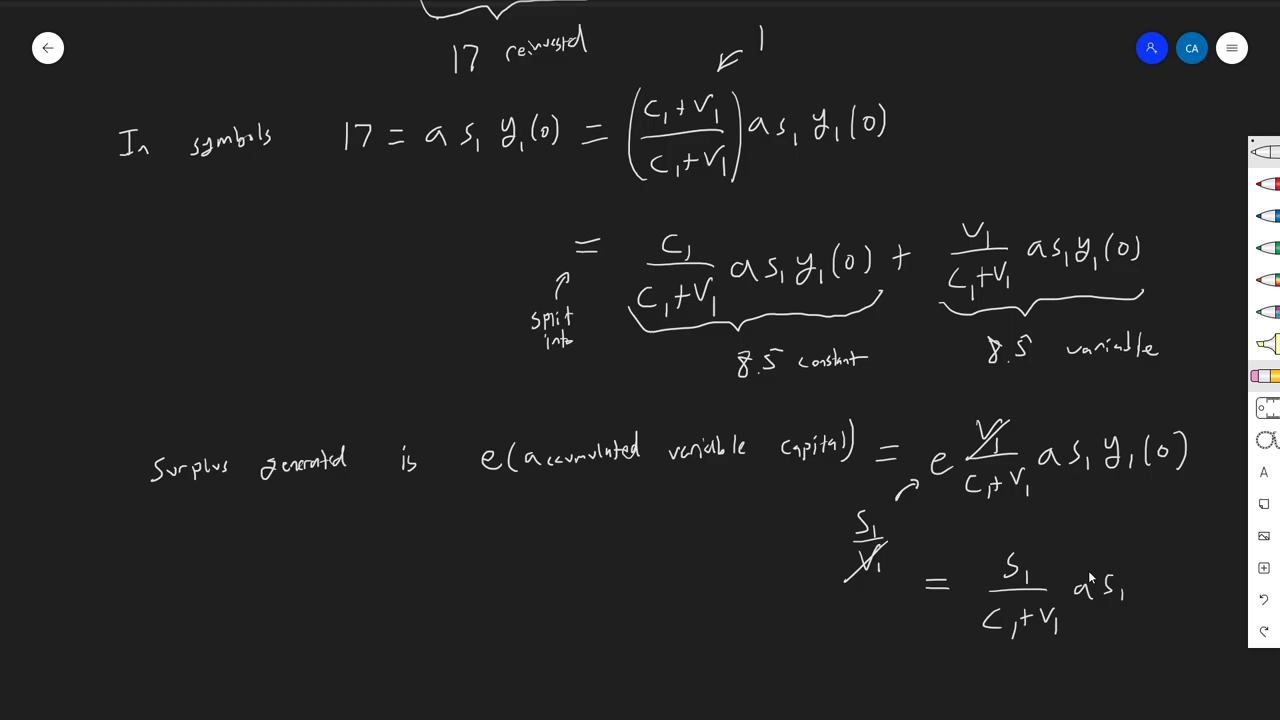 17 reinvested
1
In symbols 17 = a s₁ y₁(0) = ((c₁+v₁)/(c₁+v₁)) a s₁ y₁(0)
= c₁/(c₁+v₁) a s₁ y₁(0) + v₁/(c₁+v₁) a s₁ y₁(0)
split into
8.5 constant 8.5 variable
Surplus generated is e(accumulated variable capital) = e v₁/(c₁+v₁) a s₁ y₁(0)
s₁/v₁
= s₁/(c₁+v₁) a s₁
CA
A